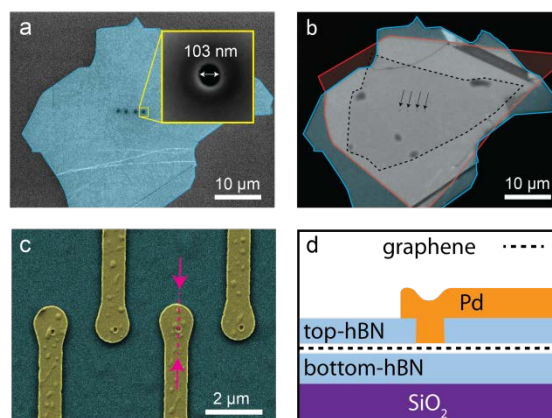 a
103 nm
10 µm
b
10 µm
c
2 µm
d
graphene
Pd
top-hBN
bottom-hBN
SiO₂